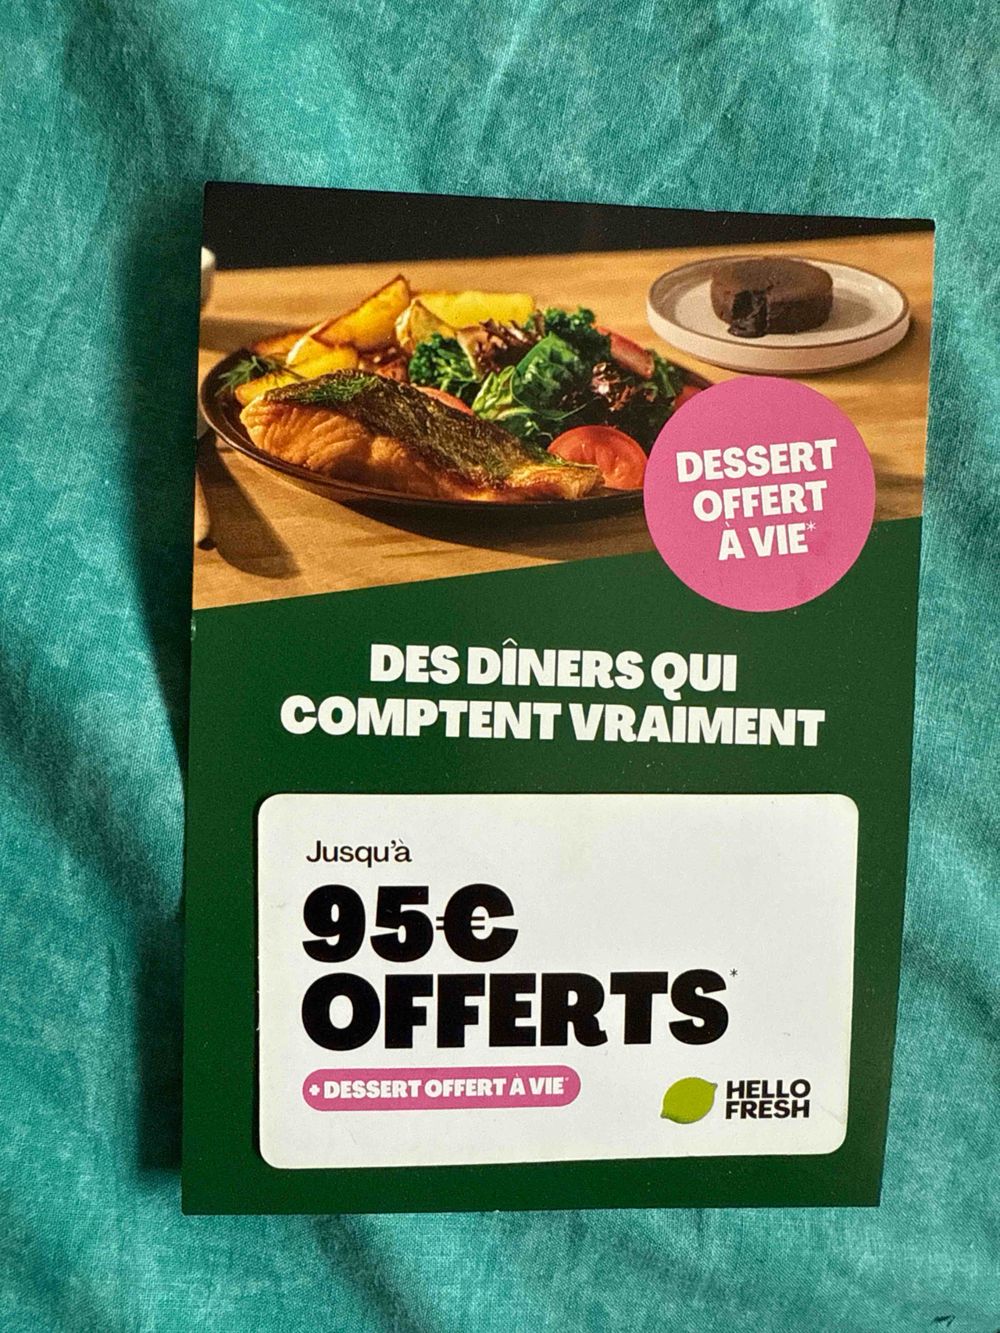 DESSERT
OFFERT
À VIE*
DES DÎNERS QUI
COMPTENT VRAIMENT
Jusqu'à
95€
OFFERTS*
+ DESSERT OFFERT À VIE*
HELLO
FRESH